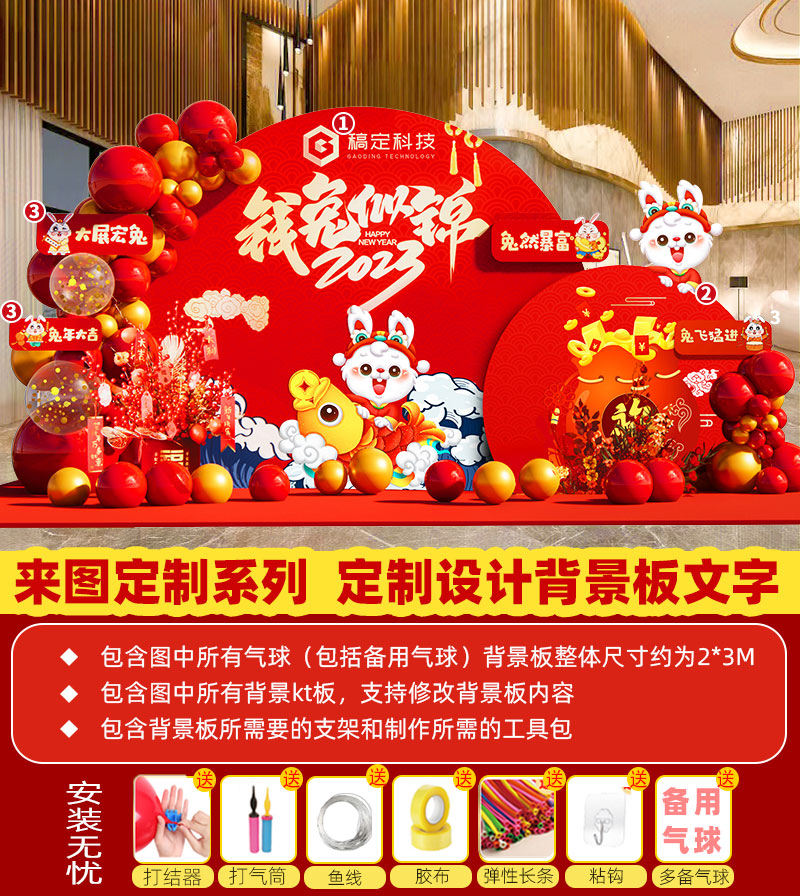 ①
稿定科技
GAODING TECHNOLOGY
钱兔似锦
HAPPY
NEW YEAR
2023
③
大展宏兔
兔然暴富
②
③
兔年大吉
兔飞猛进
3
福
来图定制系列 定制设计背景板文字
◆ 包含图中所有气球（包括备用气球）背景板整体尺寸约为2*3M
◆ 包含图中所有背景kt板，支持修改背景板内容
◆ 包含背景板所需要的支架和制作所需的工具包
安装无忧
送 送 送 送 送 送 送
备用
气球
打结器 打气筒 鱼线 胶布 弹性长条 粘钩 多备气球